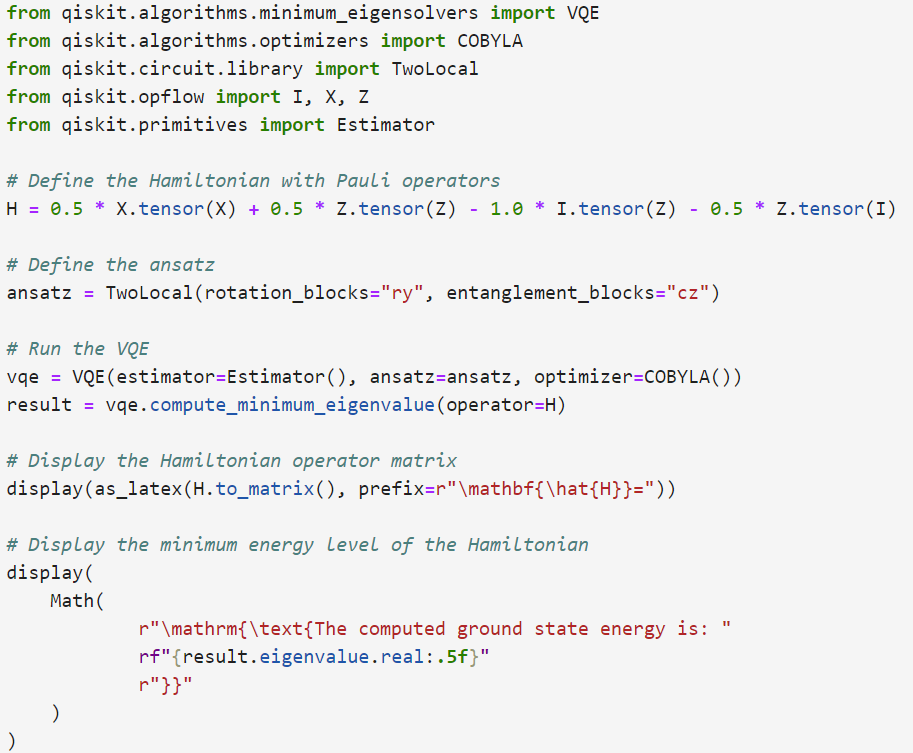 from qiskit.algorithms.minimum_eigensolvers import VQE
from qiskit.algorithms.optimizers import COBYLA
from qiskit.circuit.library import TwoLocal
from qiskit.opflow import I, X, Z
from qiskit.primitives import Estimator

# Define the Hamiltonian with Pauli operators
H = 0.5 * X.tensor(X) + 0.5 * Z.tensor(Z) - 1.0 * I.tensor(Z) - 0.5 * Z.tensor(I)

# Define the ansatz
ansatz = TwoLocal(rotation_blocks="ry", entanglement_blocks="cz")

# Run the VQE
vqe = VQE(estimator=Estimator(), ansatz=ansatz, optimizer=COBYLA())
result = vqe.compute_minimum_eigenvalue(operator=H)

# Display the Hamiltonian operator matrix
display(as_latex(H.to_matrix(), prefix=r"\mathbf{\hat{H}}="))

# Display the minimum energy level of the Hamiltonian
display(
    Math(
            r"\mathrm{\text{The computed ground state energy is: "
            rf"{result.eigenvalue.real:.5f}"
            r"}}"
    )
)